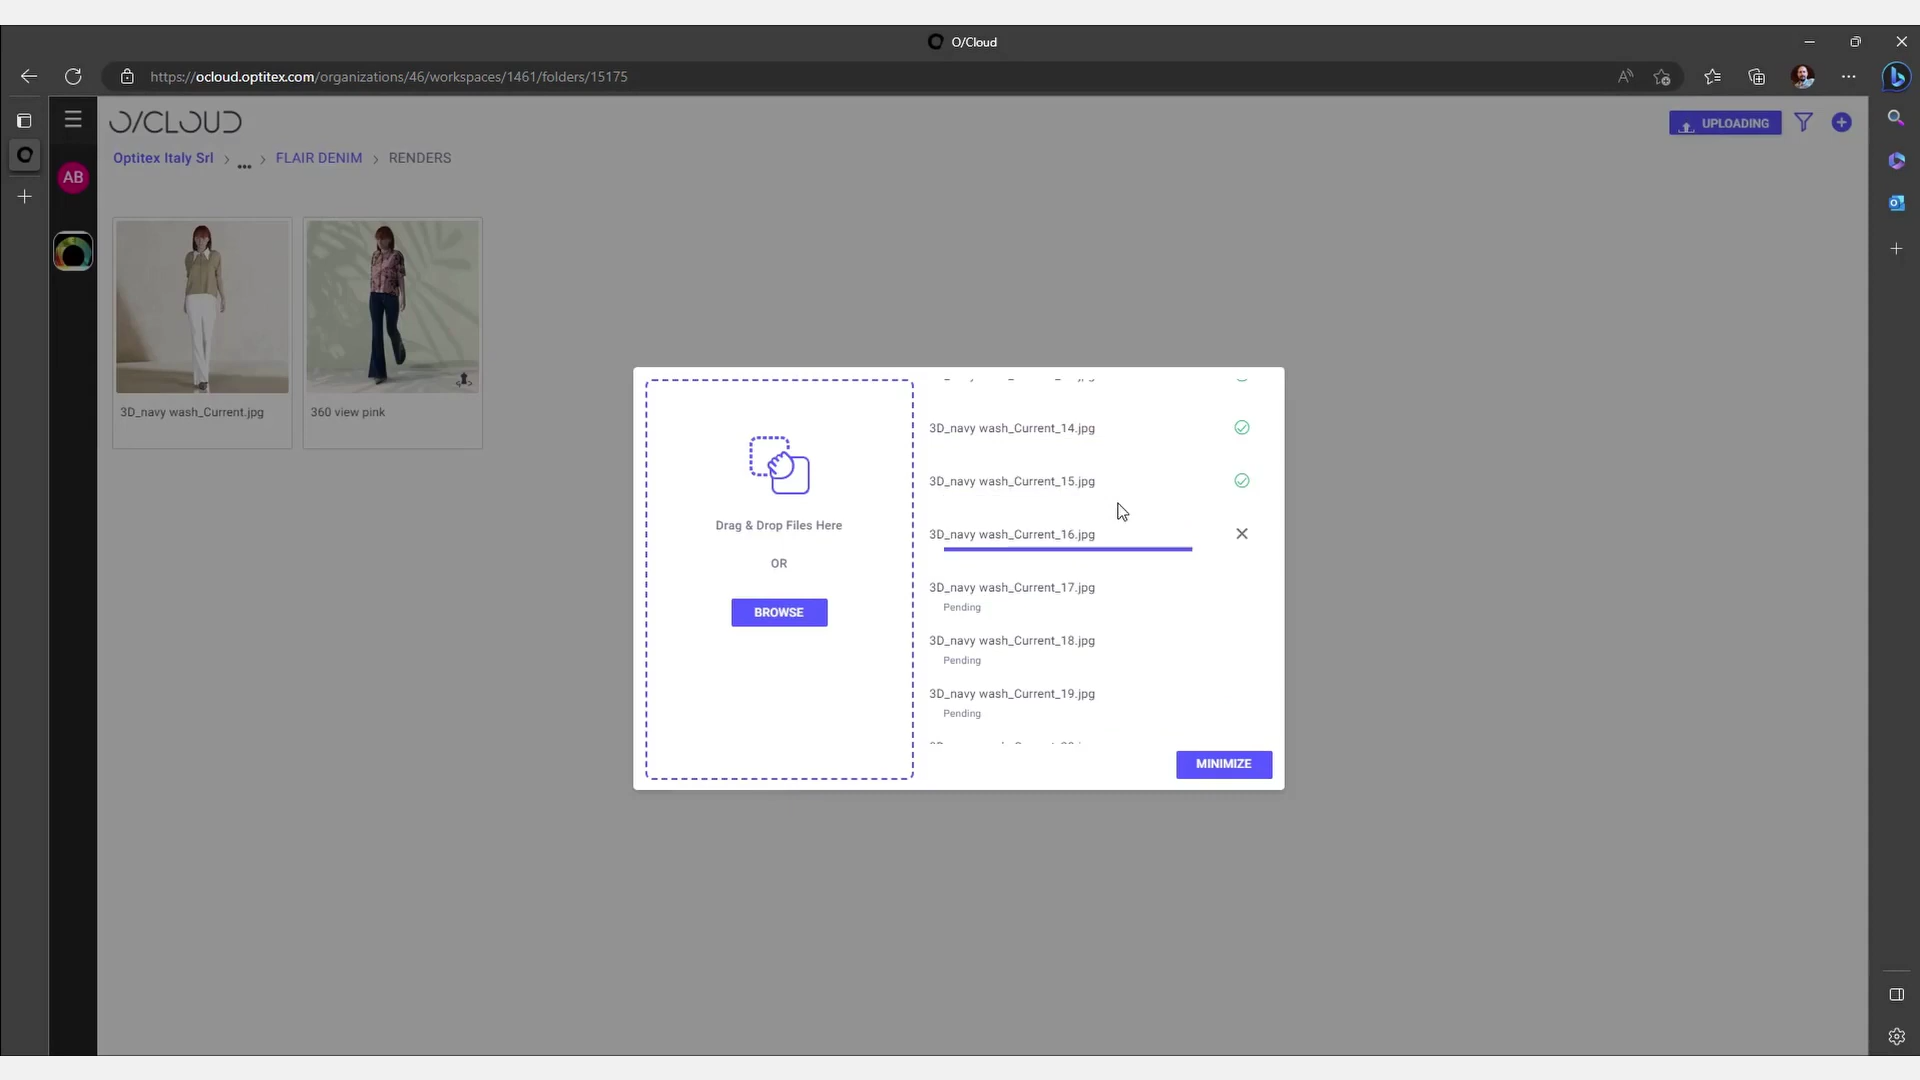 O/Cloud
https://ocloud.optitex.com/organizations/46/workspaces/1461/folders/15175
O/CLOUD
UPLOADING
Optitex Italy Srl > ... > FLAIR DENIM > RENDERS
AB
3D_navy wash_Current.jpg
360 view pink
Drag & Drop Files Here
OR
BROWSE
3D_navy wash_Current_14.jpg
3D_navy wash_Current_15.jpg
3D_navy wash_Current_16.jpg
3D_navy wash_Current_17.jpg
Pending
3D_navy wash_Current_18.jpg
Pending
3D_navy wash_Current_19.jpg
Pending
MINIMIZE